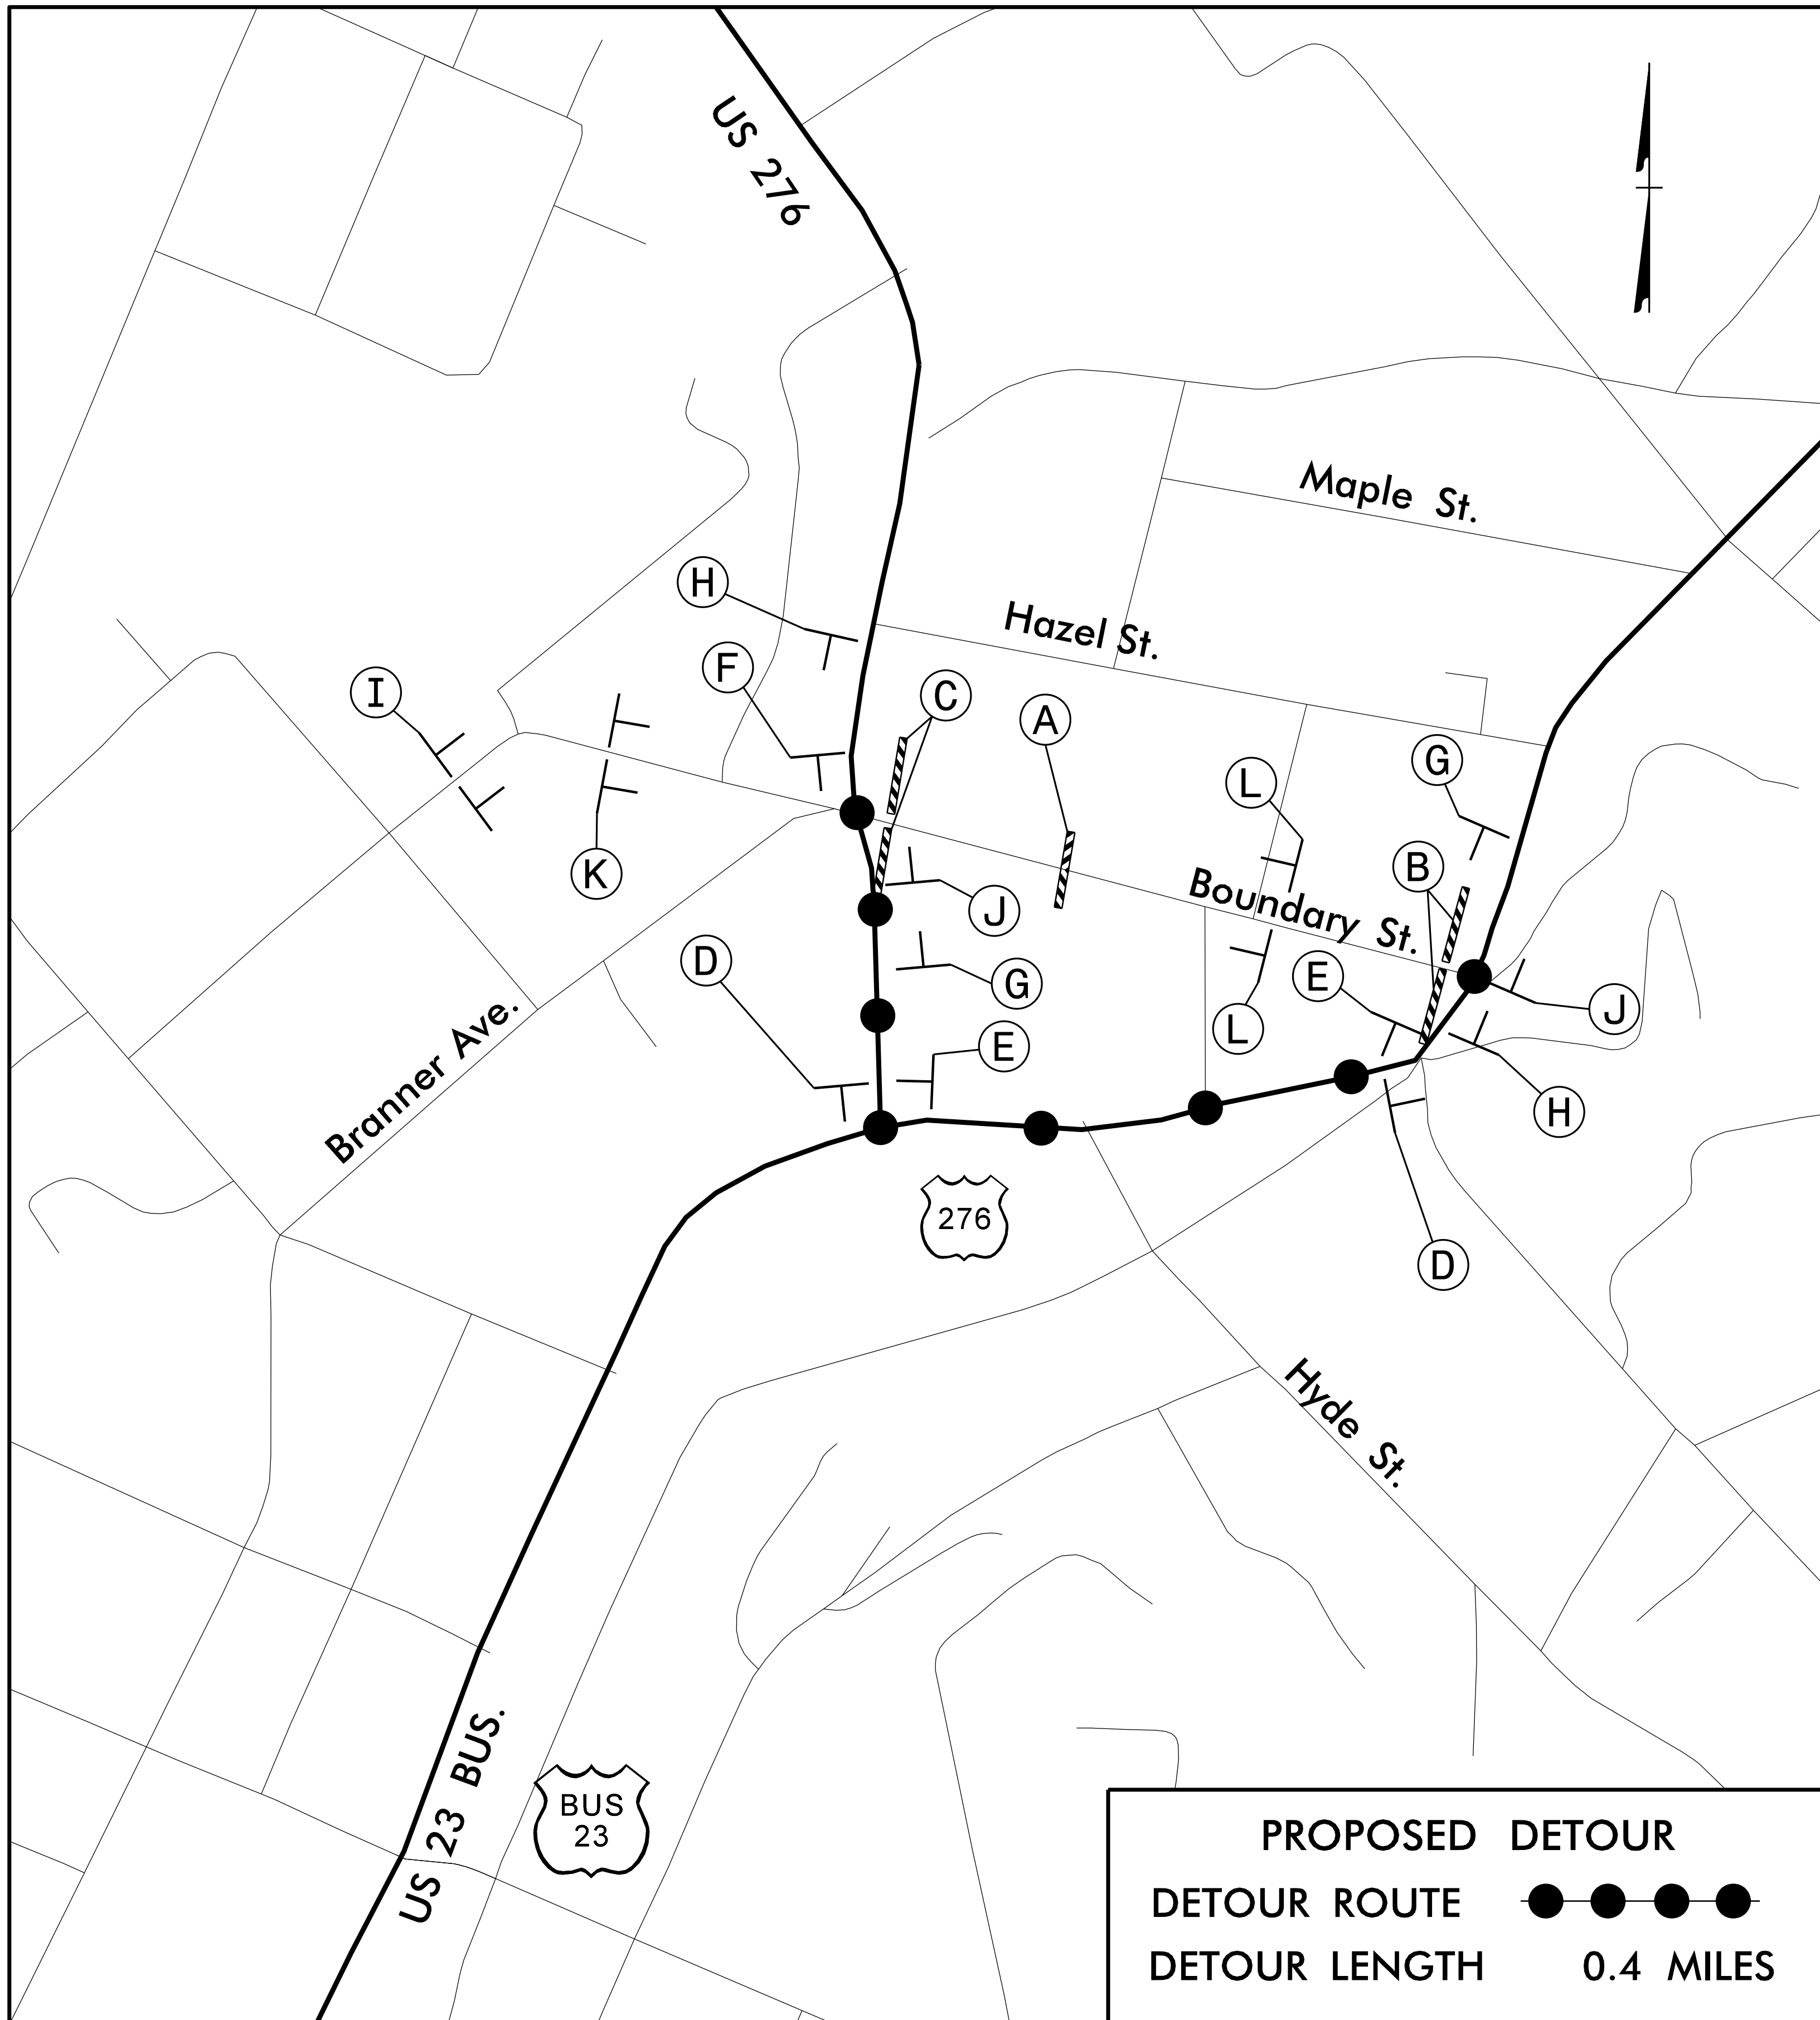 US 276
Maple St.
H
Hazel St.
F
I
C
A
G
L
B
K
Boundary St.
J
D
E
G
J
L
E
Branner Ave.
H
276
D
Hyde St.
US 23 BUS.
BUS
23
PROPOSED DETOUR
DETOUR ROUTE
DETOUR LENGTH 0.4 MILES